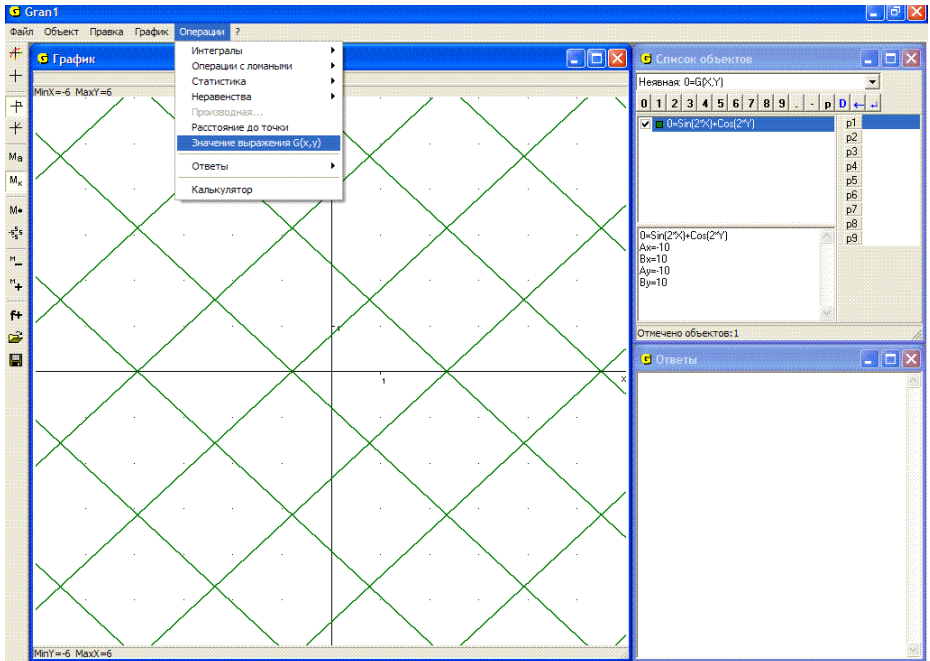 Gran1
Файл Объект Правка График Операции ?
График
MinX=-6 MaxY=6
Интегралы
Операции с ломаными
Статистика
Неравенства
Производная...
Расстояние до точки
Значение выражения G(x,y)
Ответы
Калькулятор
Ma
Mк
M•
-s°s
M
M
f+
1
1
X
MinY=-6 MaxX=6
Список объектов
Неявная: 0=G(X,Y)
0 1 2 3 4 5 6 7 8 9 . - p D ←
0=Sin(2*X)+Cos(2*Y)
p1
p2
p3
p4
p5
p6
p7
p8
p9
0=Sin(2*X)+Cos(2*Y)
Ax=-10
Bx=10
Ay=-10
By=10
Отмечено объектов:1
Ответы